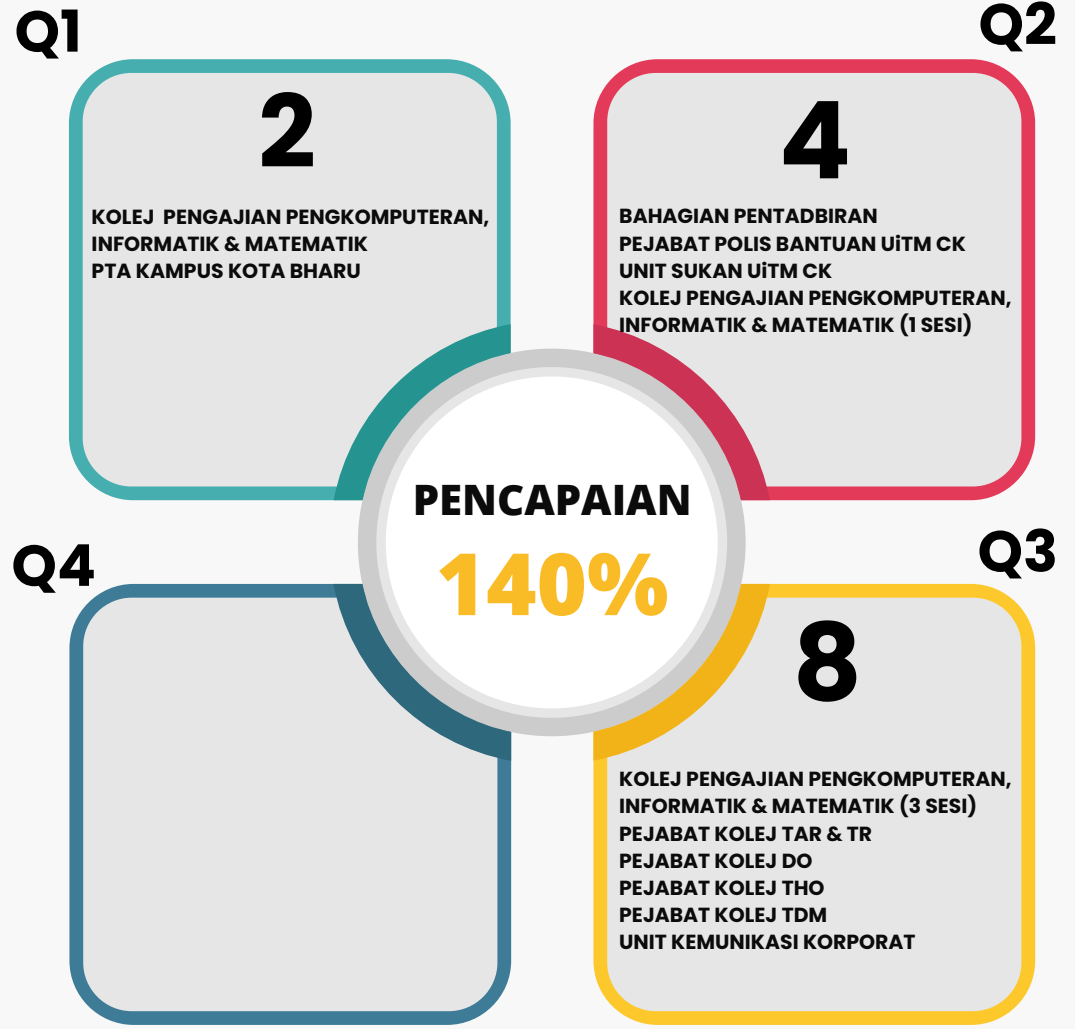 Q1
2
KOLEJ PENGAJIAN PENGKOMPUTERAN,
INFORMATIK & MATEMATIK
PTA KAMPUS KOTA BHARU
Q2
4
BAHAGIAN PENTADBIRAN
PEJABAT POLIS BANTUAN UiTM CK
UNIT SUKAN UiTM CK
KOLEJ PENGAJIAN PENGKOMPUTERAN,
INFORMATIK & MATEMATIK (1 SESI)
PENCAPAIAN
140%
Q4
Q3
8
KOLEJ PENGAJIAN PENGKOMPUTERAN,
INFORMATIK & MATEMATIK (3 SESI)
PEJABAT KOLEJ TAR & TR
PEJABAT KOLEJ DO
PEJABAT KOLEJ THO
PEJABAT KOLEJ TDM
UNIT KEMUNIKASI KORPORAT